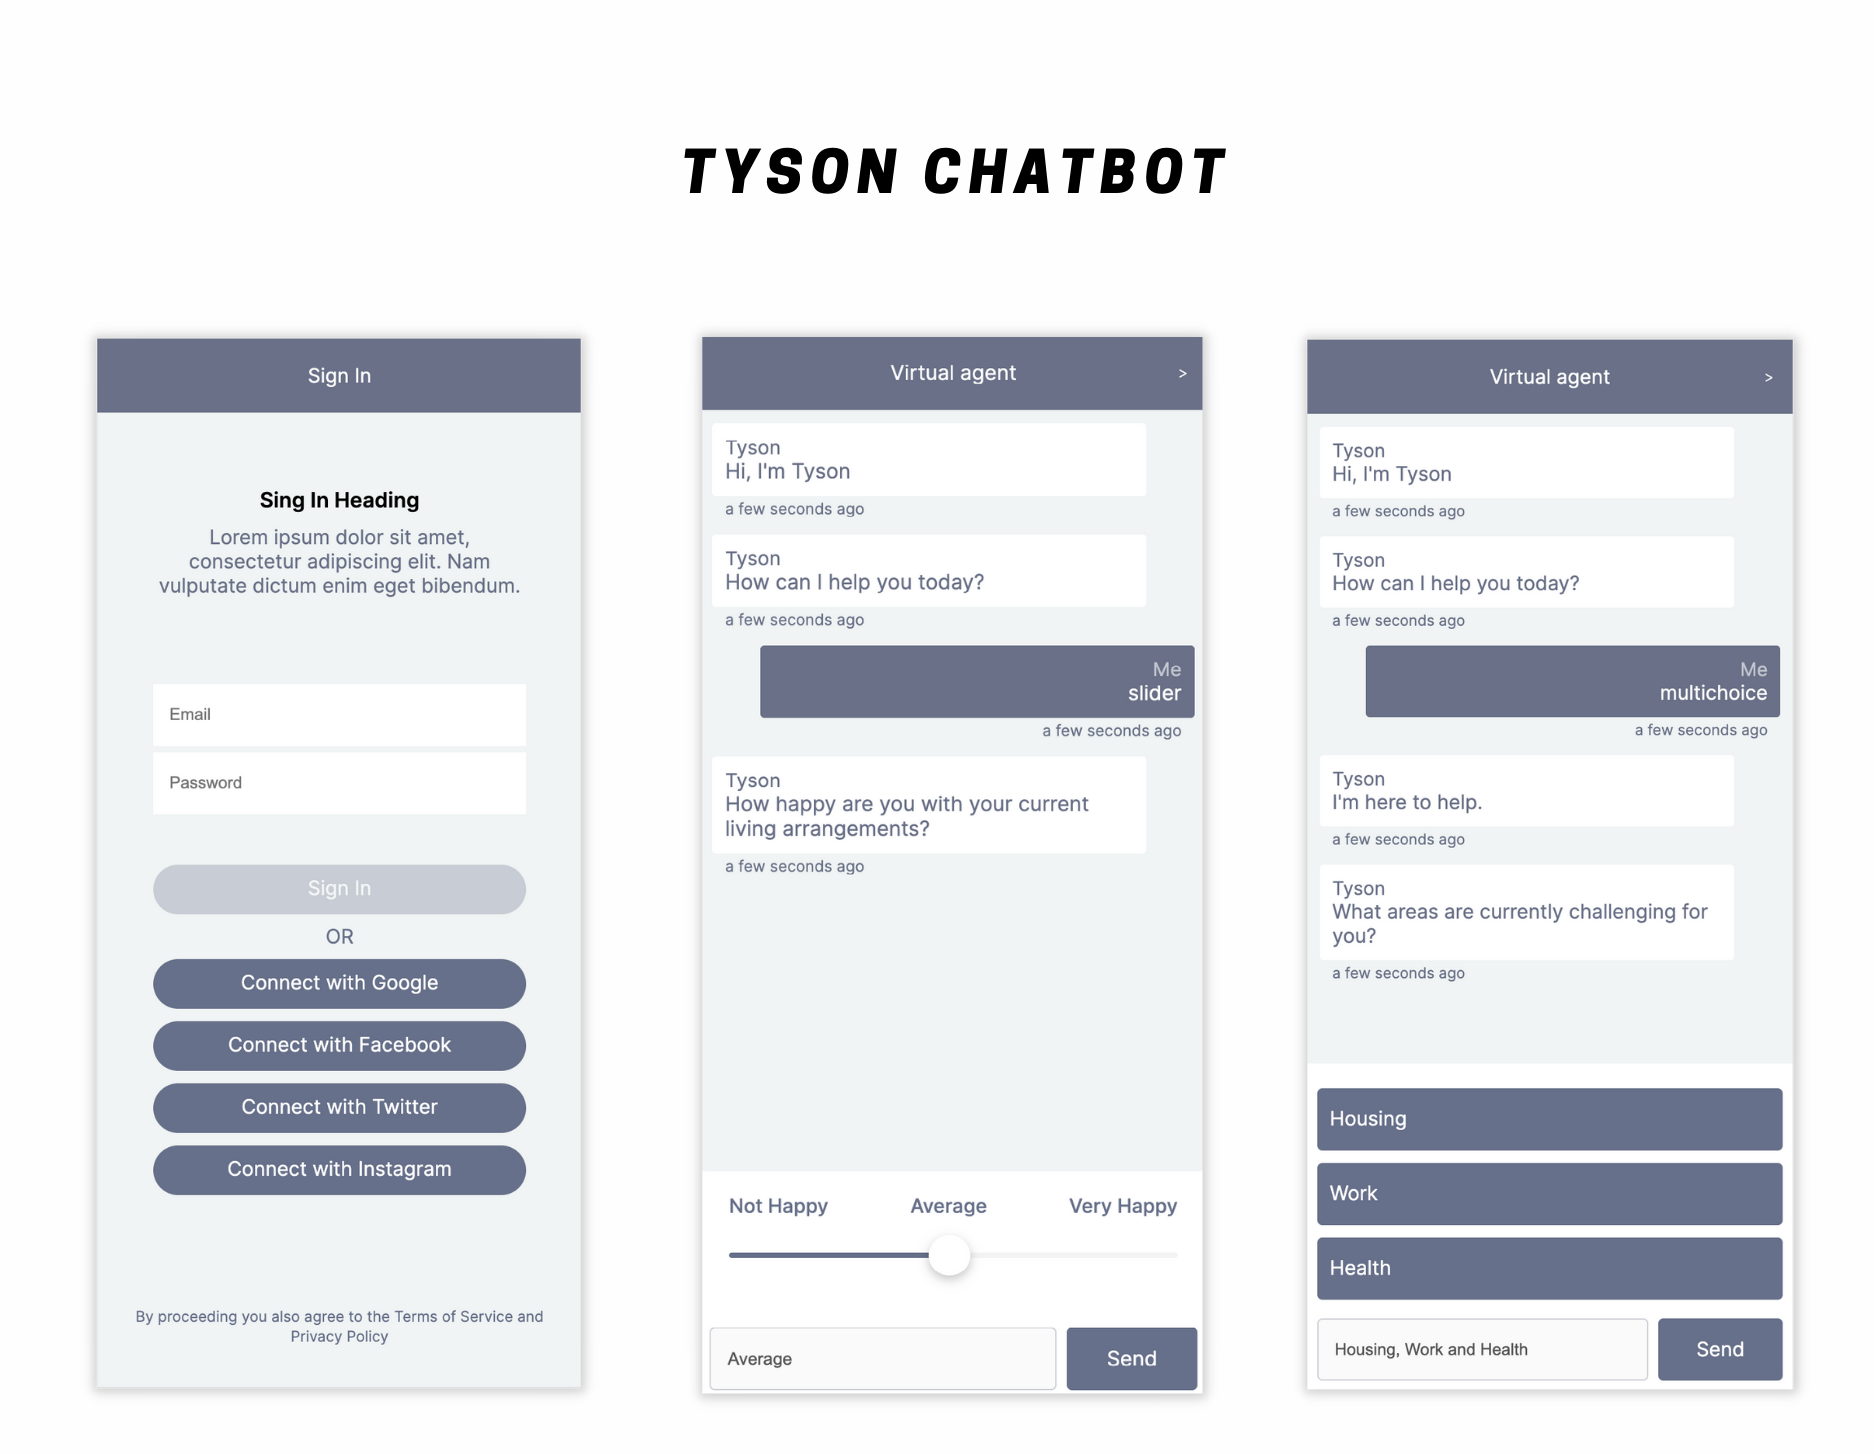 TYSON CHATBOT
Sign In
Sing In Heading
Lorem ipsum dolor sit amet,
consectetur adipiscing elit. Nam
vulputate dictum enim eget bibendum.
Email
Password
Sign In
OR
Connect with Google
Connect with Facebook
Connect with Twitter
Connect with Instagram
By proceeding you also agree to the Terms of Service and
Privacy Policy
Virtual agent >
Tyson
Hi, I'm Tyson
a few seconds ago
Tyson
How can I help you today?
a few seconds ago
Me
slider
a few seconds ago
Tyson
How happy are you with your current
living arrangements?
a few seconds ago
Not Happy Average Very Happy
Average
Send
Virtual agent >
Tyson
Hi, I'm Tyson
a few seconds ago
Tyson
How can I help you today?
a few seconds ago
Me
multichoice
a few seconds ago
Tyson
I'm here to help.
a few seconds ago
Tyson
What areas are currently challenging for
you?
a few seconds ago
Housing
Work
Health
Housing, Work and Health
Send